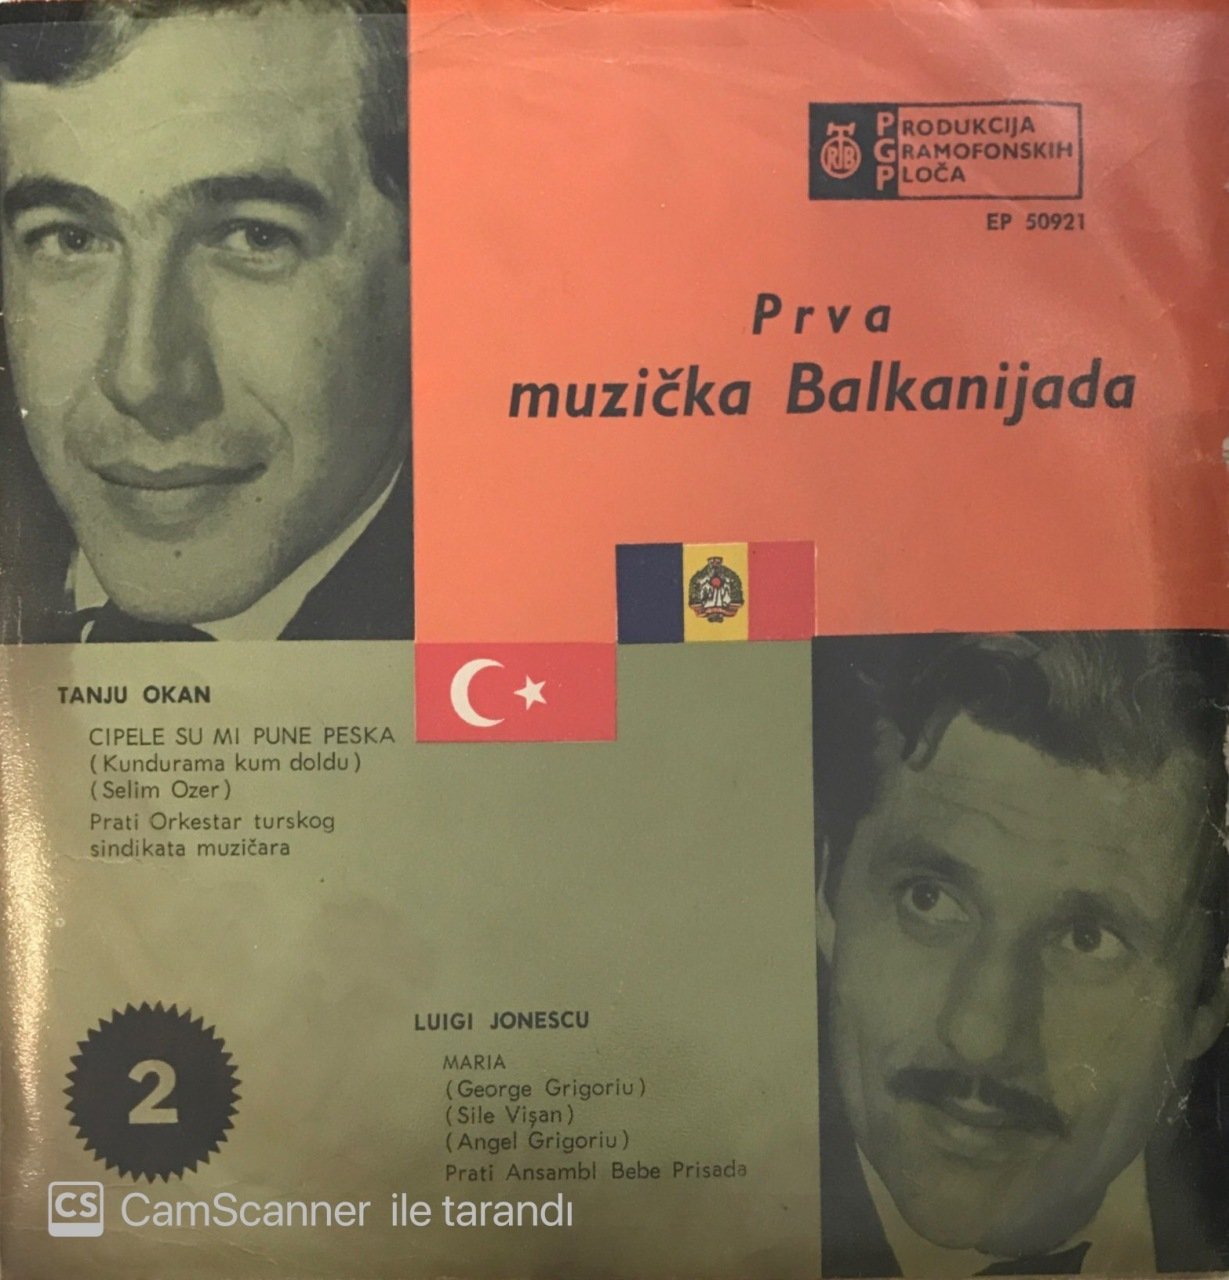 RTB
PRODUKCIJA
GRAMOFONSKIH
PLOČA
EP 50921
Prva
muzička Balkanijada
TANJU OKAN
CIPELE SU MI PUNE PESKA
(Kundurama kum doldu)
(Selim Ozer)
Prati Orkestar turskog
sindikata muzičara
2
LUIGI JONESCU
MARIA
(George Grigoriu)
(Sile Vişan)
(Angel Grigoriu)
Prati Ansambl Bebe Prisada
CS CamScanner ile tarandı